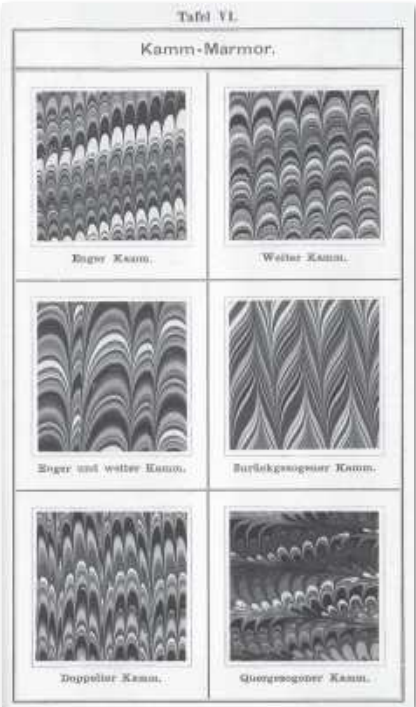 Tafel VI.
Kamm-Marmor.
Enger Kamm.
Weiter Kamm.
Enger und weiter Kamm.
Zurückgezogener Kamm.
Doppelter Kamm.
Quergezogener Kamm.